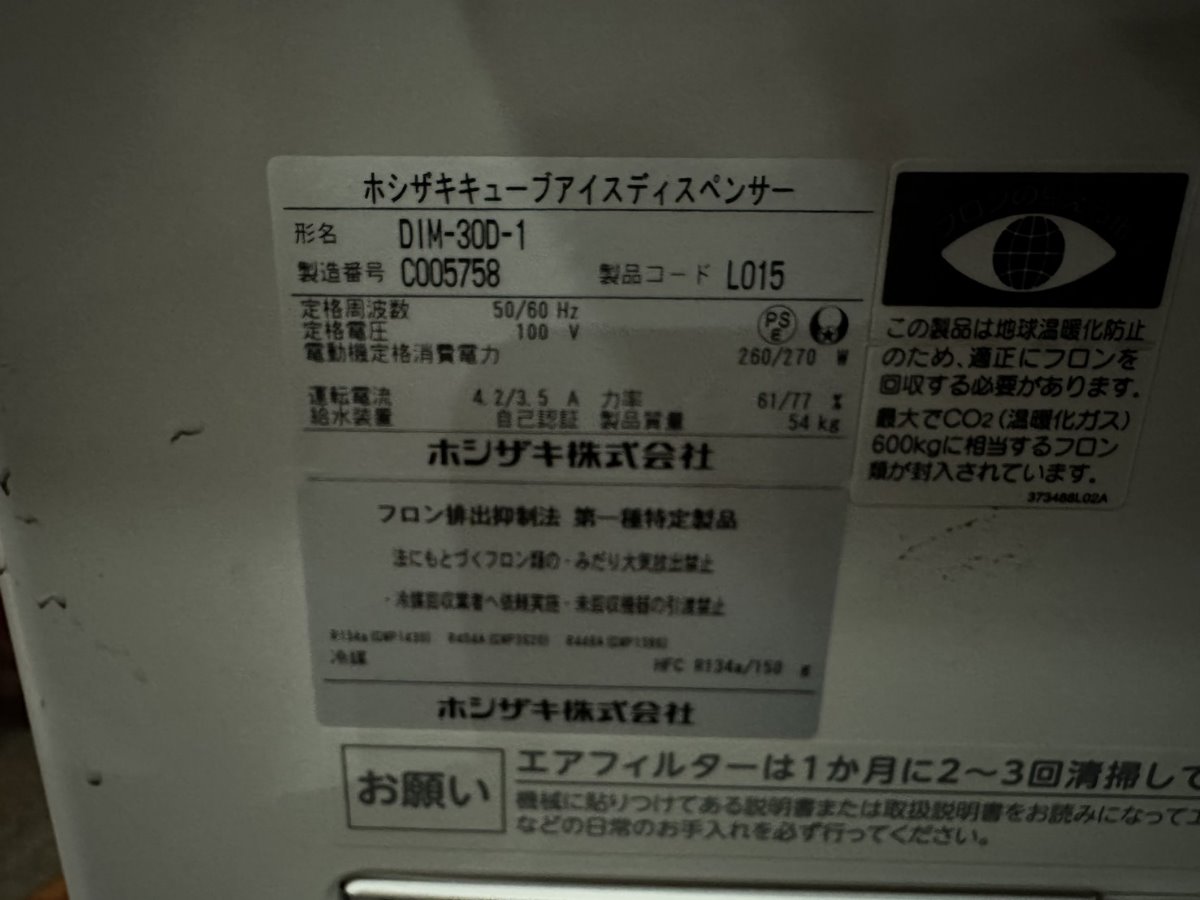 ホシザキキューブアイスディスペンサー
形名 DIM-30D-1
製造番号 C005758 製品コード L015
定格周波数 50/60 Hz
定格電圧 100 V
PS
E
電動機定格消費電力 260/270 W
運転電流 4.2/3.5 A 力率 61/77 %
給水装置 自己認証 製品質量 54 kg
ホシザキ株式会社
フロン排出抑制法 第一種特定製品
法にもとづくフロン類の・みだり大気放出禁止
・冷媒回収業者へ依頼実施・未回収機器の引渡禁止
R134a(GWP1430) R404A(GWP3920)
冷媒 HFC R134a/150 g
ホシザキ株式会社
この製品は地球温暖化防止
のため、適正にフロンを
回収する必要があります。
最大でCO2(温暖化ガス)
600kgに相当するフロン
類が封入されています。
373468L02A
お願い
エアフィルターは1か月に2～3回清掃して
機械に貼りつけてある説明書または取扱説明書をお読みになってエ
などの日常のお手入れを必ず行ってください。